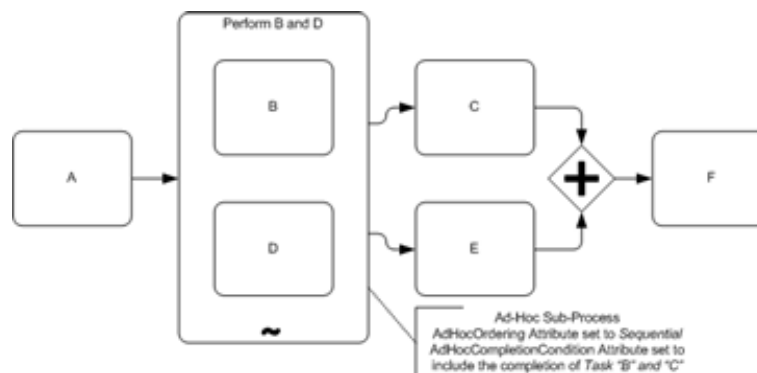 Perform B and D
B
C
A
F
D
E
Ad-Hoc Sub-Process
AdHocOrdering Attribute set to Sequential
AdHocCompletionCondition Attribute set to
include the completion of Task "B" and "C"